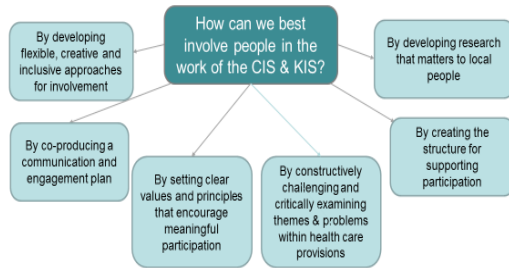 How can we best
involve people in the
work of the CIS & KIS?
By developing
flexible, creative and
inclusive approaches
for involvement
By developing research
that matters to local
people
By co-producing a
communication and
engagement plan
By setting clear
values and principles
that encourage
meaningful
participation
By constructively
challenging and
critically examining
themes & problems
within health care
provisions
By creating the
structure for
supporting
participation